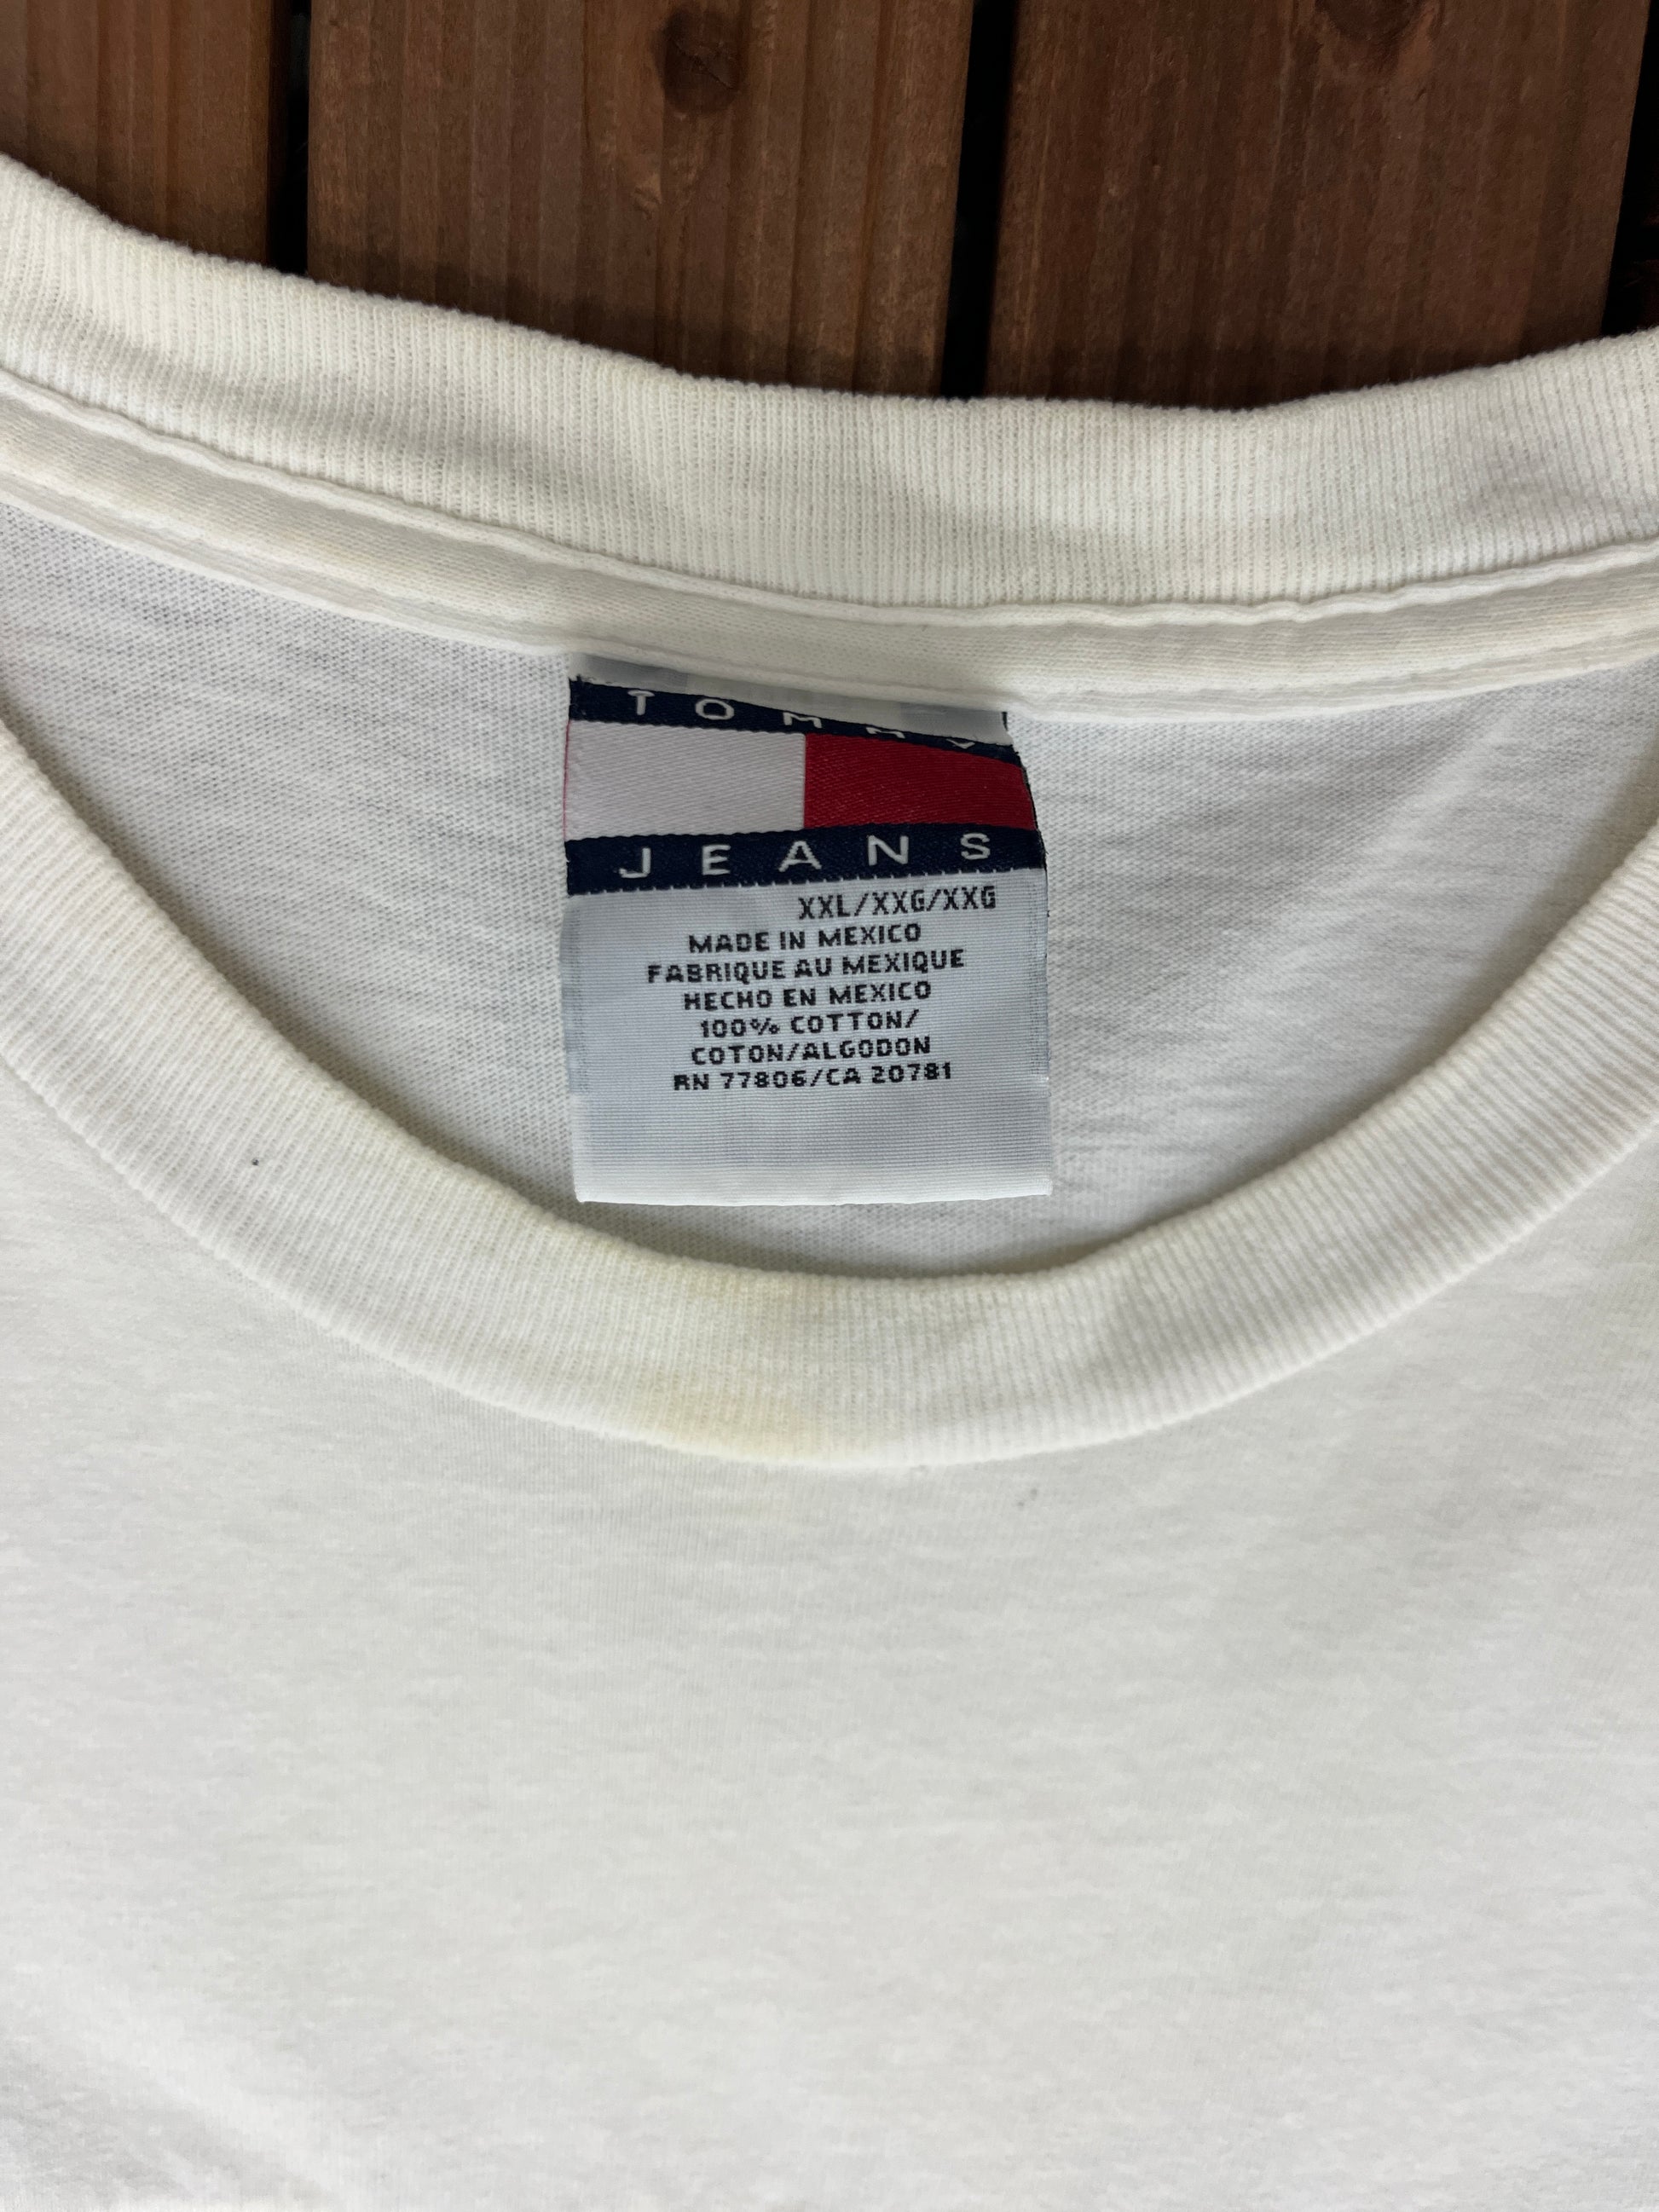 TOMMY
JEANS
XXL/XXG/XXG
MADE IN MEXICO
FABRIQUE AU MEXIQUE
HECHO EN MEXICO
100% COTTON/
COTON/ALGODON
RN 77806/CA 20781